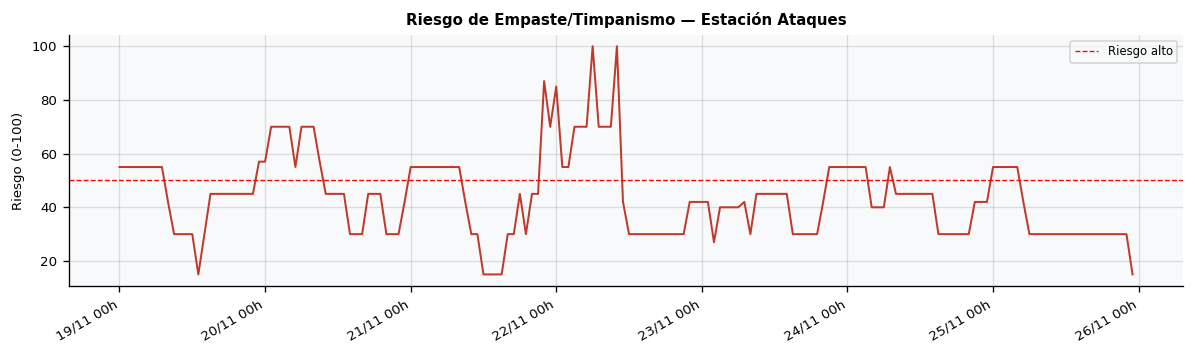 Riesgo de Empaste/Timpanismo — Estación Ataques
Riesgo alto
Riesgo (0-100)
100
80
60
40
20
19/11 00h
20/11 00h
21/11 00h
22/11 00h
23/11 00h
24/11 00h
25/11 00h
26/11 00h